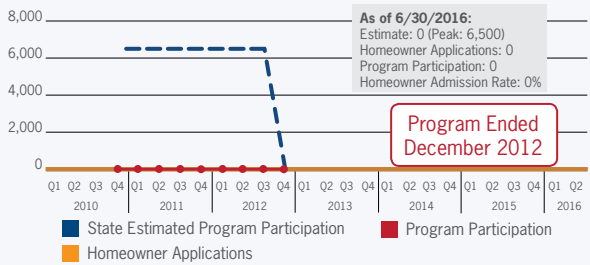 8,000
As of 6/30/2016:
Estimate: 0 (Peak: 6,500)
Homeowner Applications: 0
Program Participation: 0
Homeowner Admission Rate: 0%
6,000
4,000
2,000
Program Ended
December 2012
0
Q1 Q2 Q3 Q4 Q1 Q2 Q3 Q4 Q1 Q2 Q3 Q4 Q1 Q2 Q3 Q4 Q1 Q2 Q3 Q4 Q1 Q2 Q3 Q4 Q1 Q2
2010 2011 2012 2013 2014 2015 2016
State Estimated Program Participation
Program Participation
Homeowner Applications